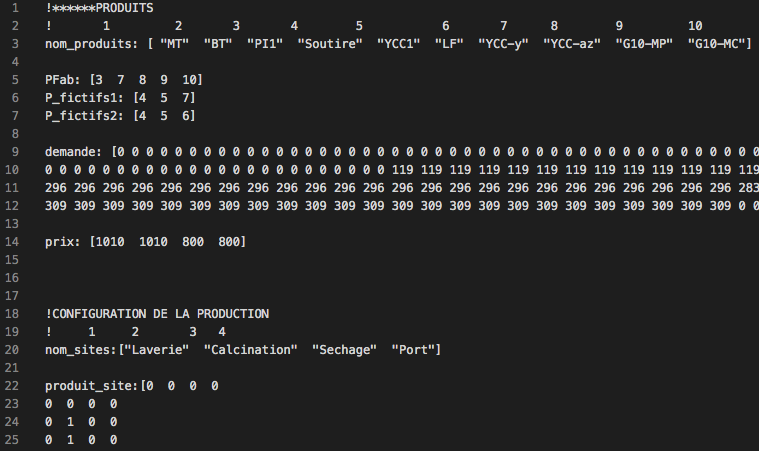 1 !******PRODUITS
2 ! 1 2 3 4 5 6 7 8 9 10
3 nom_produits: [ "MT" "BT" "PI1" "Soutire" "YCC1" "LF" "YCC-y" "YCC-az" "G10-MP" "G10-MC"]
4
5 PFab: [3 7 8 9 10]
6 P_fictifs1: [4 5 7]
7 P_fictifs2: [4 5 6]
8
9 demande: [0 0 0 0 0 0 0 0 0 0 0 0 0 0 0 0 0 0 0 0 0 0 0 0 0 0 0 0 0 0 0 0 0 0 0 0 0 0 0 0 0 0 0 0 0
10 0 0 0 0 0 0 0 0 0 0 0 0 0 0 0 0 0 0 0 0 0 0 0 0 119 119 119 119 119 119 119 119 119 119 119 119 119
11 296 296 296 296 296 296 296 296 296 296 296 296 296 296 296 296 296 296 296 296 296 296 296 296 283
12 309 309 309 309 309 309 309 309 309 309 309 309 309 309 309 309 309 309 309 309 309 309 309 309 0 0
13
14 prix: [1010 1010 800 800]
15
16
17
18 !CONFIGURATION DE LA PRODUCTION
19 ! 1 2 3 4
20 nom_sites:["Laverie" "Calcination" "Sechage" "Port"]
21
22 produit_site:[0 0 0 0
23 0 0 0 0
24 0 1 0 0
25 0 1 0 0